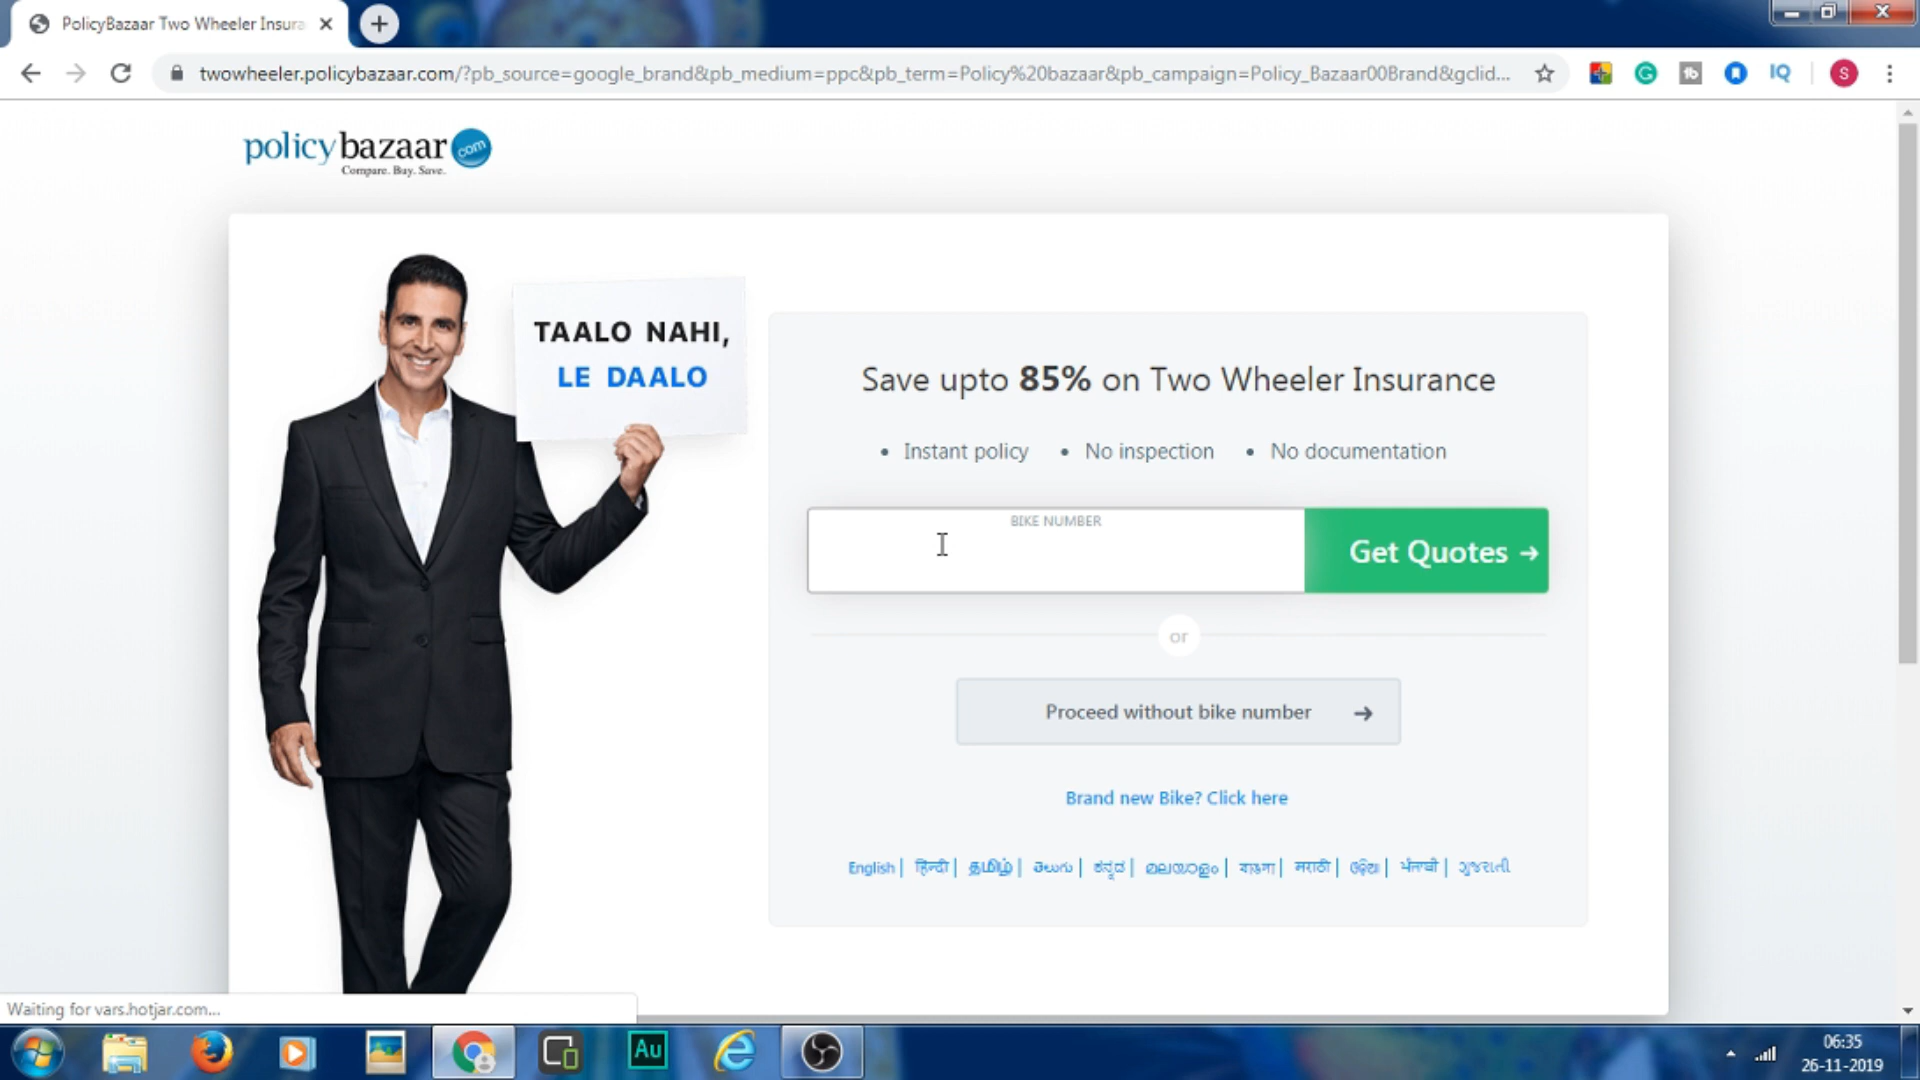 PolicyBazaar Two Wheeler Insura
twowheeler.policybazaar.com/?pb_source=google_brand&pb_medium=ppc&pb_term=Policy%20bazaar&pb_campaign=Policy_Bazaar00Brand&gclid...
IQ
S
policybazaar.com
Compare. Buy. Save.
TAALO NAHI,
LE DAALO
Save upto 85% on Two Wheeler Insurance
• Instant policy • No inspection • No documentation
BIKE NUMBER
Get Quotes →
or
Proceed without bike number →
Brand new Bike? Click here
English| हिन्दी| தமிழ்| తెలుగు| ಕನ್ನಡ| മലയാളം| বাঙলা| मराठी| ଓଡ଼ିଆ| ਪੰਜਾਬੀ| ગુજરાતી
Waiting for vars.hotjar.com...
Au
06:35
26-11-2019